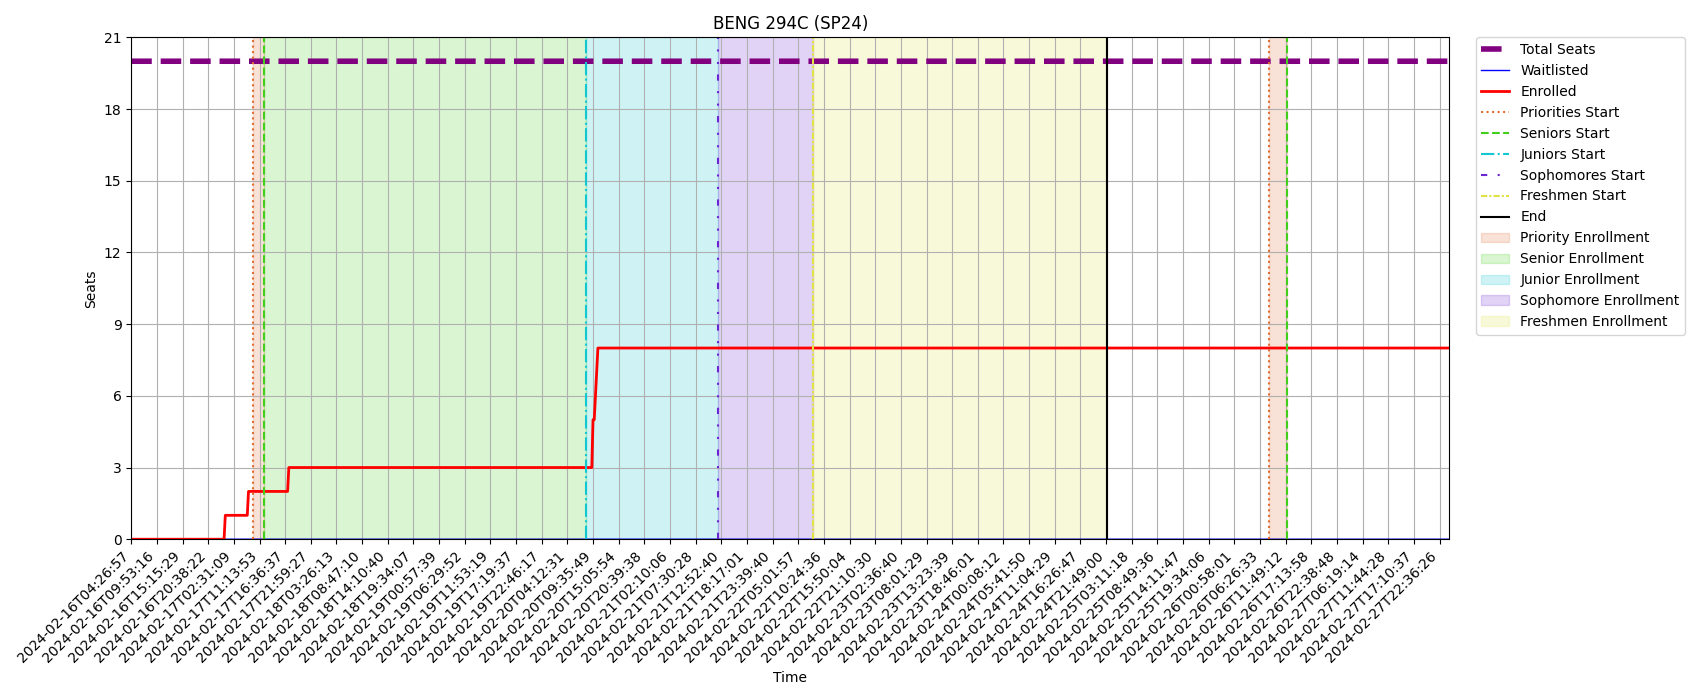 BENG 294C (SP24)
21
18
15
12
9
6
3
0
Seats
2024-02-16T04:26:57
2024-02-16T09:53:16
2024-02-16T15:15:29
2024-02-16T20:38:22
2024-02-17T02:31:09
2024-02-17T11:13:53
2024-02-17T16:36:37
2024-02-17T21:59:27
2024-02-18T03:26:13
2024-02-18T08:47:10
2024-02-18T14:10:40
2024-02-18T19:34:07
2024-02-19T00:57:39
2024-02-19T06:29:52
2024-02-19T11:53:19
2024-02-19T17:19:37
2024-02-19T22:46:17
2024-02-20T04:12:31
2024-02-20T09:35:49
2024-02-20T15:05:54
2024-02-20T20:39:38
2024-02-21T02:10:06
2024-02-21T07:30:28
2024-02-21T12:52:40
2024-02-21T18:17:01
2024-02-21T23:39:40
2024-02-22T05:01:57
2024-02-22T10:24:36
2024-02-22T15:50:04
2024-02-22T21:10:30
2024-02-23T02:36:40
2024-02-23T08:01:29
2024-02-23T13:23:39
2024-02-23T18:46:01
2024-02-24T00:08:12
2024-02-24T05:41:50
2024-02-24T11:04:29
2024-02-24T16:26:47
2024-02-24T21:49:00
2024-02-25T03:11:18
2024-02-25T08:49:36
2024-02-25T14:11:47
2024-02-25T19:34:06
2024-02-26T00:58:01
2024-02-26T06:26:33
2024-02-26T11:49:12
2024-02-26T17:13:58
2024-02-26T22:38:48
2024-02-27T06:19:14
2024-02-27T11:44:28
2024-02-27T17:10:37
2024-02-27T22:36:26
Time
Total Seats
Waitlisted
Enrolled
Priorities Start
Seniors Start
Juniors Start
Sophomores Start
Freshmen Start
End
Priority Enrollment
Senior Enrollment
Junior Enrollment
Sophomore Enrollment
Freshmen Enrollment